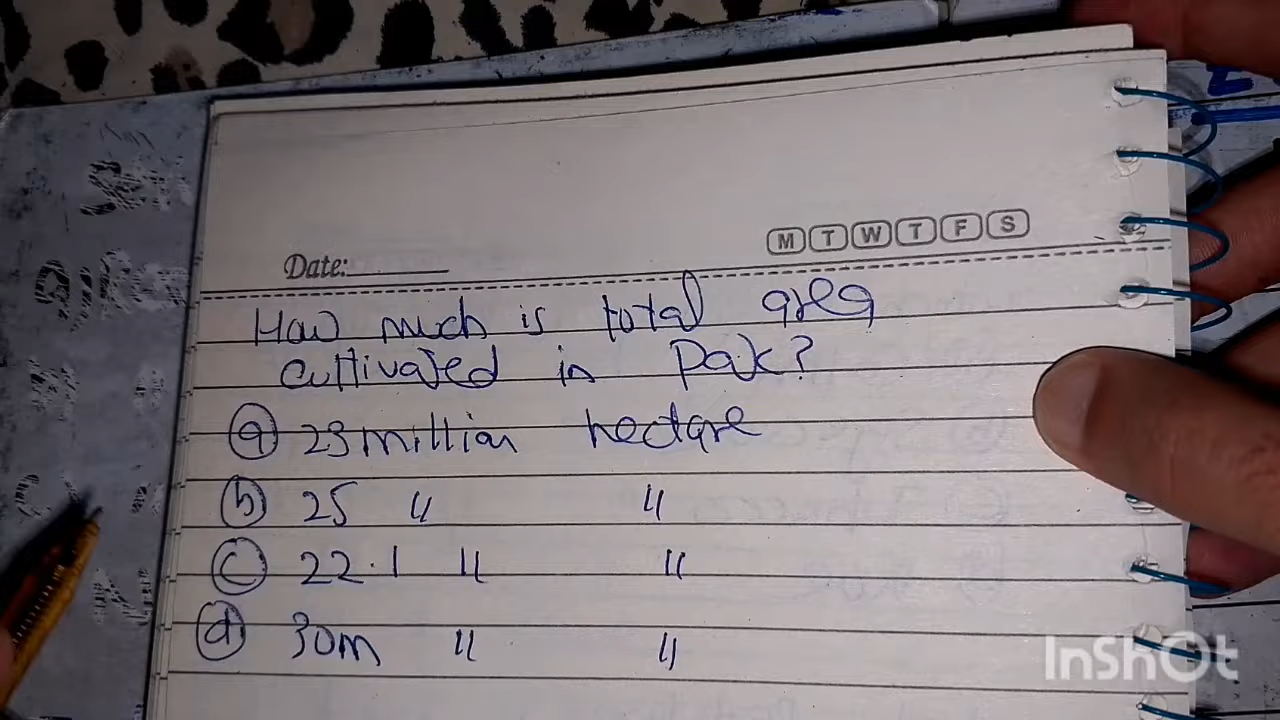 M T W T F S
Date:
How much is total area
cultivated in Pak?
(a) 23 million hectare
(b) 25 " "
(c) 22.1 " "
(d) 30m " "
InShOt